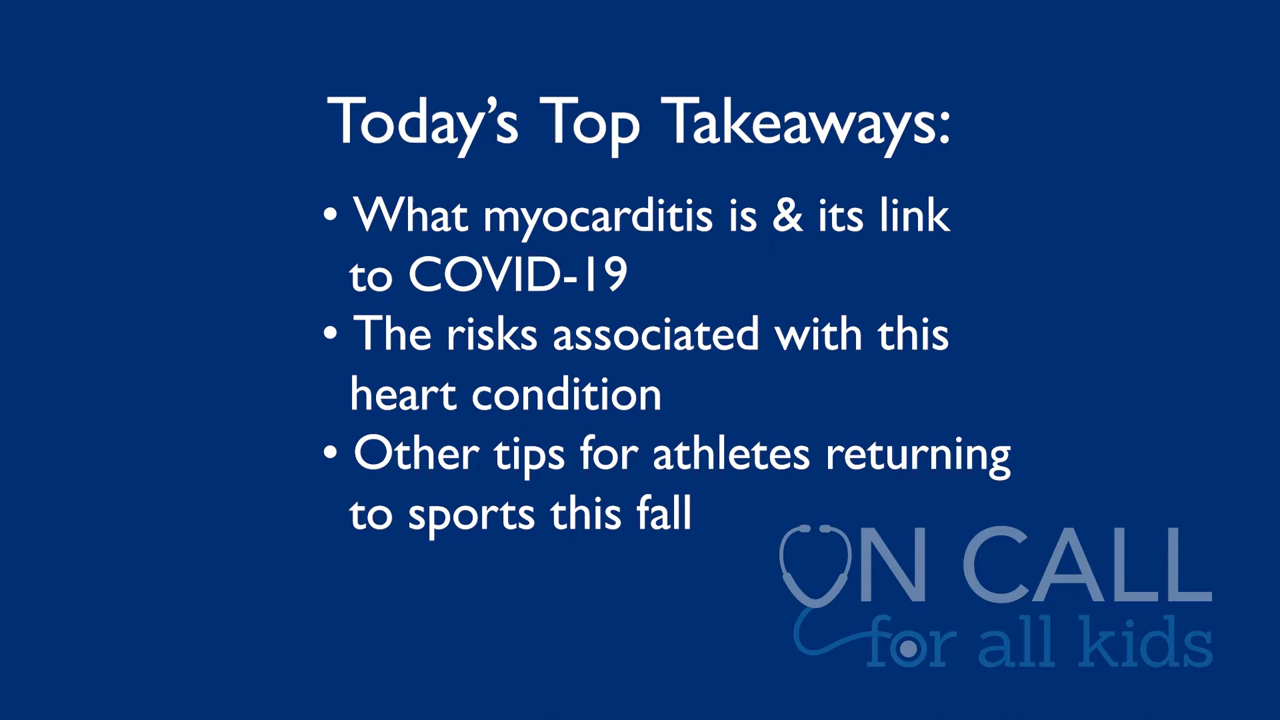 Today's Top Takeaways:
• What myocarditis is & its link
to COVID-19
• The risks associated with this
heart condition
• Other tips for athletes returning
to sports this fall
ON CALL
for all kids